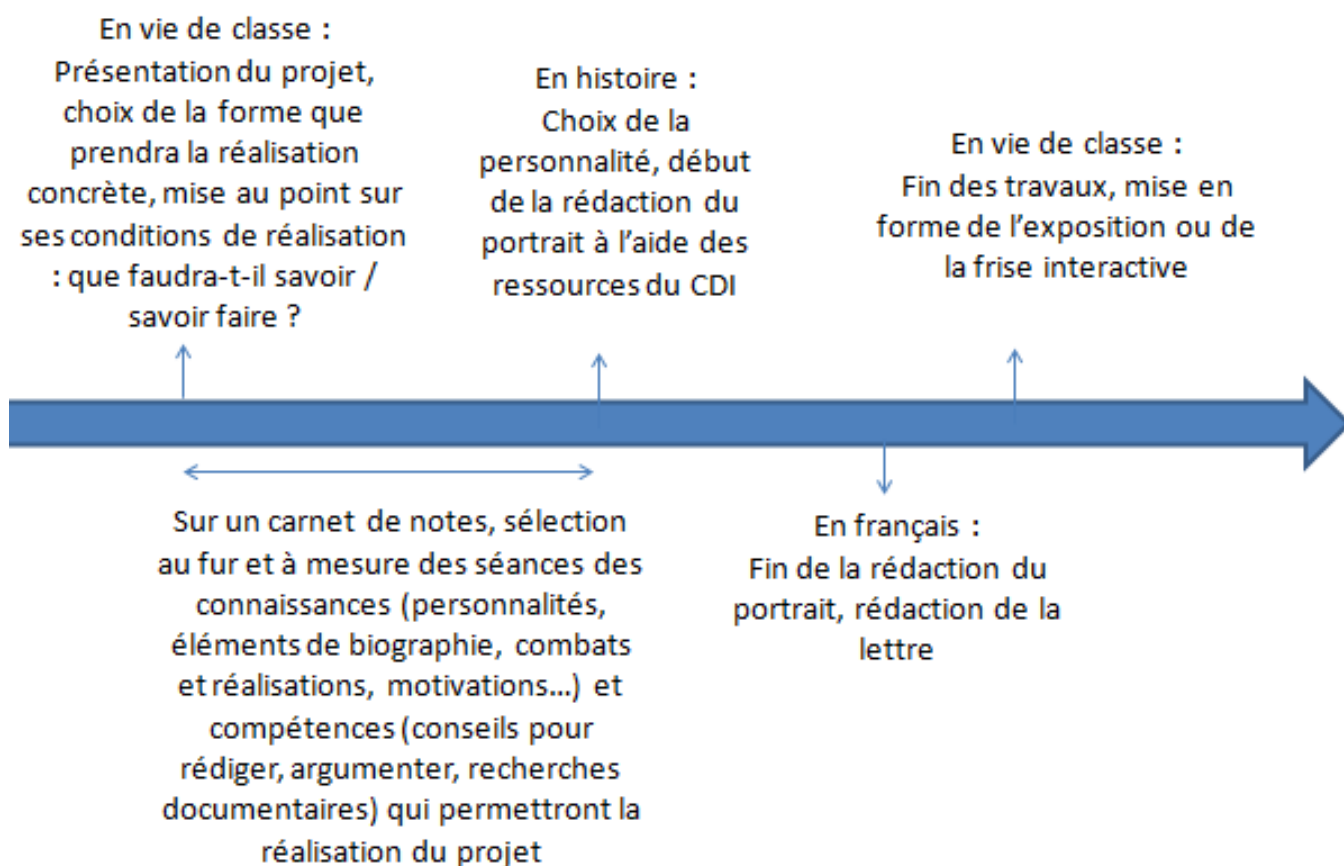 En vie de classe :
Présentation du projet,
choix de la forme que
prendra la réalisation
concrète, mise au point sur
ses conditions de réalisation
: que faudra-t-il savoir /
savoir faire ?
En histoire :
Choix de la
personnalité, début
de la rédaction du
portrait à l’aide des
ressources du CDI
En vie de classe :
Fin des travaux, mise en
forme de l’exposition ou de
la frise interactive
Sur un carnet de notes, sélection
au fur et à mesure des séances des
connaissances (personnalités,
éléments de biographie, combats
et réalisations, motivations…) et
compétences (conseils pour
rédiger, argumenter, recherches
documentaires) qui permettront la
réalisation du projet
En français :
Fin de la rédaction du
portrait, rédaction de la
lettre